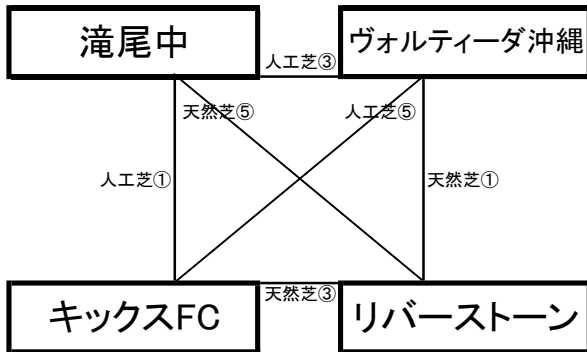 滝尾中
ヴォルティーダ沖縄
人工芝③
天然芝⑤
人工芝⑤
人工芝①
天然芝①
キックスFC
天然芝③
リバーストーン